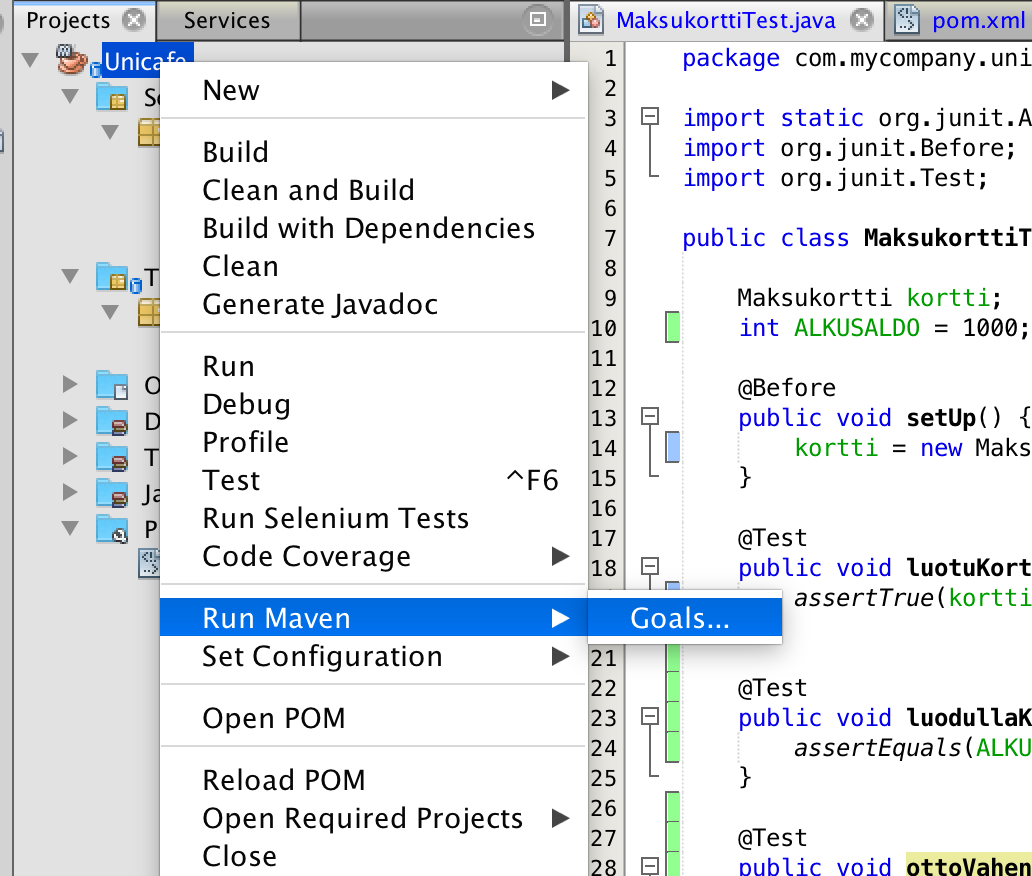 Projects
Services
MaksukorttiTest.java
pom.xml
Unicafe
New
Build
Clean and Build
Build with Dependencies
Clean
Generate Javadoc
Run
Debug
Profile
Test ^F6
Run Selenium Tests
Code Coverage
Run Maven
Goals...
Set Configuration
Open POM
Reload POM
Open Required Projects
Close
So
T
O
D
T
Ja
P
1 package com.mycompany.uni
2
3 import static org.junit.A
4 import org.junit.Before;
5 import org.junit.Test;
6
7 public class MaksukorttiT
8
9 Maksukortti kortti;
10 int ALKUSALDO = 1000;
11
12 @Before
13 public void setUp() {
14 kortti = new Maks
15 }
16
17 @Test
18 public void luotuKort
assertTrue(kortti
21
22 @Test
23 public void luodullaK
24 assertEquals(ALKU
25 }
26
27 @Test
28 public void ottoVahen